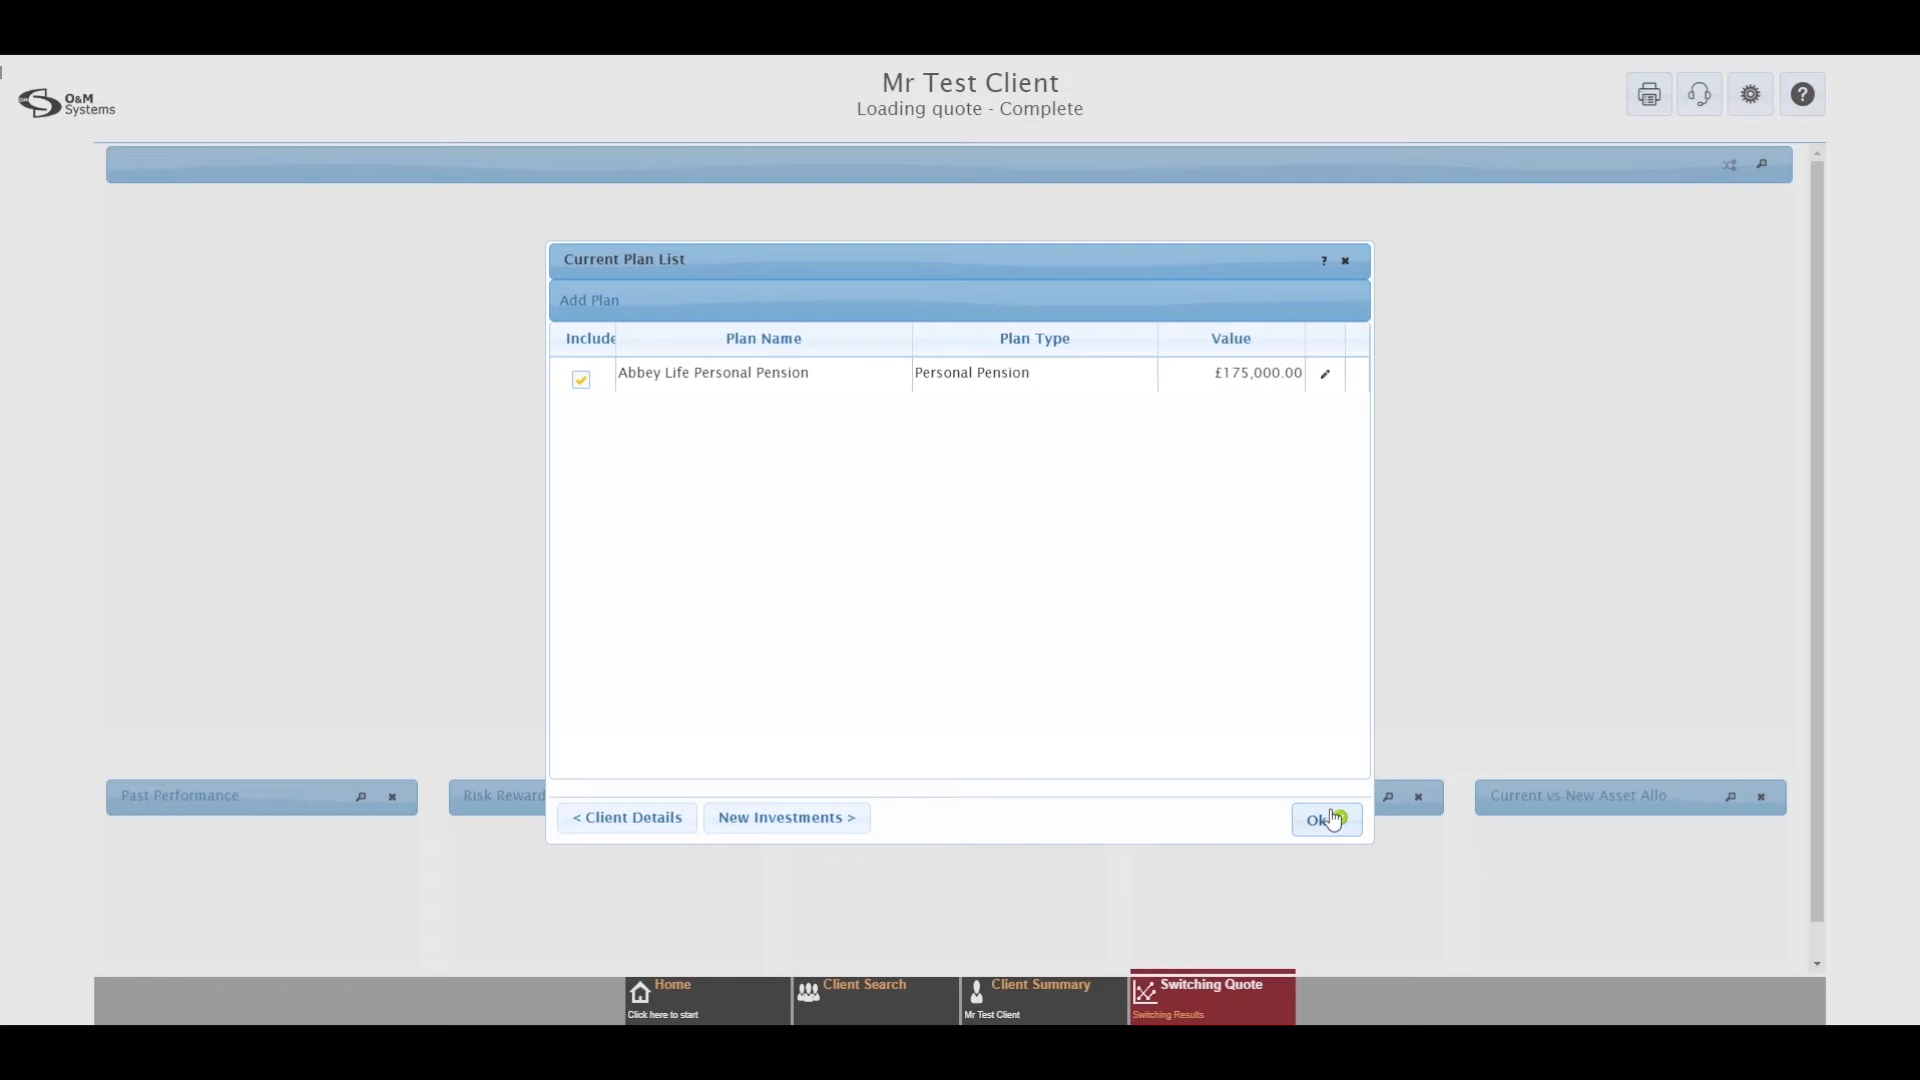 Mr Test Client
Loading quote - Complete
O&M
Systems
Current Plan List
Add Plan
Include Plan Name Plan Type Value
Abbey Life Personal Pension Personal Pension £175,000.00
Past Performance
Risk Reward
Current vs New Asset Allo
< Client Details New Investments > Ok
Home
Click here to start
Client Search
Client Summary
Mr Test Client
Switching Quote
Switching Results